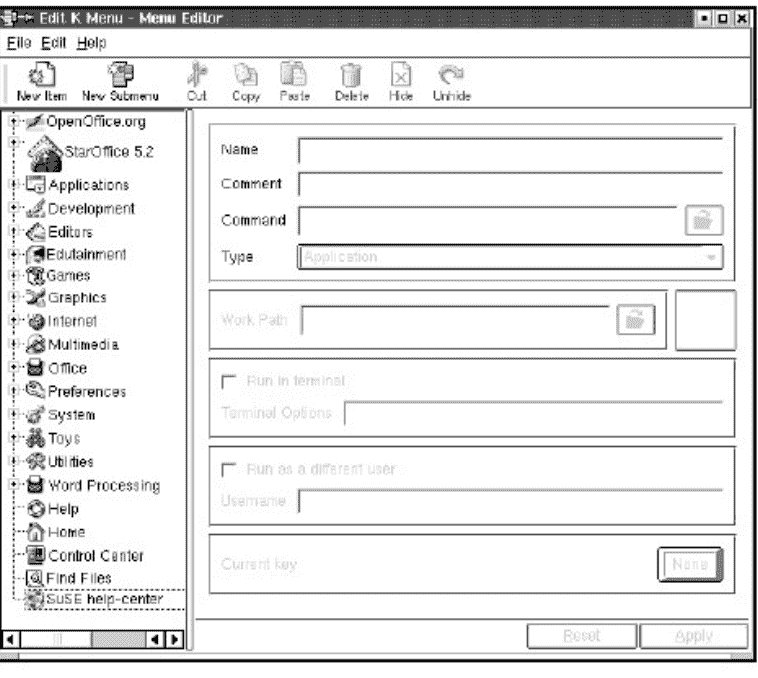 Edit K Menu - Menu Editor
File Edit Help
New Item New Submenu Cut Copy Paste Delete Hide Unhide
OpenOffice.org
StarOffice 5.2
Applications
Development
Editors
Edutainment
Games
Graphics
Internet
Multimedia
Office
Preferences
System
Toys
Utilities
Word Processing
Help
Home
Control Center
Find Files
SuSE help-center
Name
Comment
Command
Type Application
Work Path
Run in terminal
Terminal Options
Run as a different user
Username
Current key None
Reset Apply